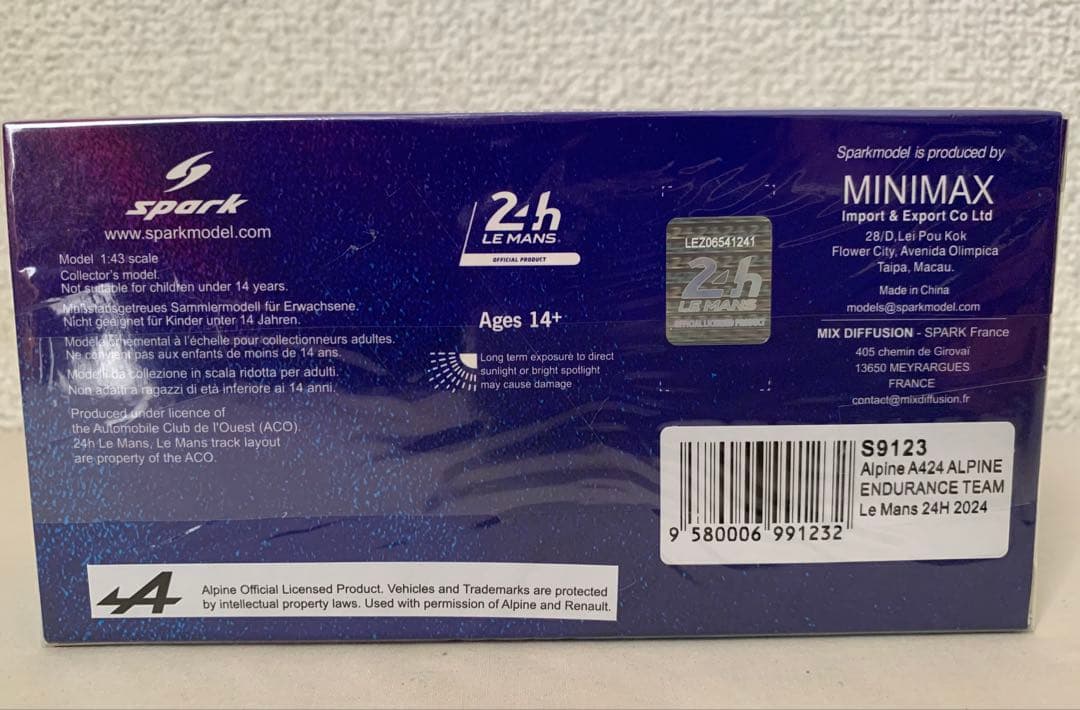 spark
www.sparkmodel.com
Model 1:43 scale
Collector's model.
Not suitable for children under 14 years.
Maßstabsgetreues Sammlermodell für Erwachsene.
Nicht geeignet für Kinder unter 14 Jahren.
Modèle ornemental à l'échelle pour collectionneurs adultes.
Ne convient pas aux enfants de moins de 14 ans.
Modelli da collezione in scala ridotta per adulti.
Non adatti a ragazzi di età inferiore ai 14 anni.
Produced under licence of
the Automobile Club de l'Ouest (ACO).
24h Le Mans, Le Mans track layout
are property of the ACO.
24h
LE MANS
OFFICIAL PRODUCT
Ages 14+
Long term exposure to direct
sunlight or bright spotlight
may cause damage
LEZ06541241
24h
LE MANS
OFFICIAL LICENSED PRODUCT
Sparkmodel is produced by
MINIMAX
Import & Export Co Ltd
28/D,Lei Pou Kok
Flower City, Avenida Olimpica
Taipa, Macau.
Made in China
models@sparkmodel.com
MIX DIFFUSION - SPARK France
405 chemin de Girovaï
13650 MEYRARGUES
FRANCE
contact@mixdiffusion.fr
S9123
Alpine A424 ALPINE
ENDURANCE TEAM
Le Mans 24H 2024
9 580006 991232
Alpine Official Licensed Product. Vehicles and Trademarks are protected
by intellectual property laws. Used with permission of Alpine and Renault.